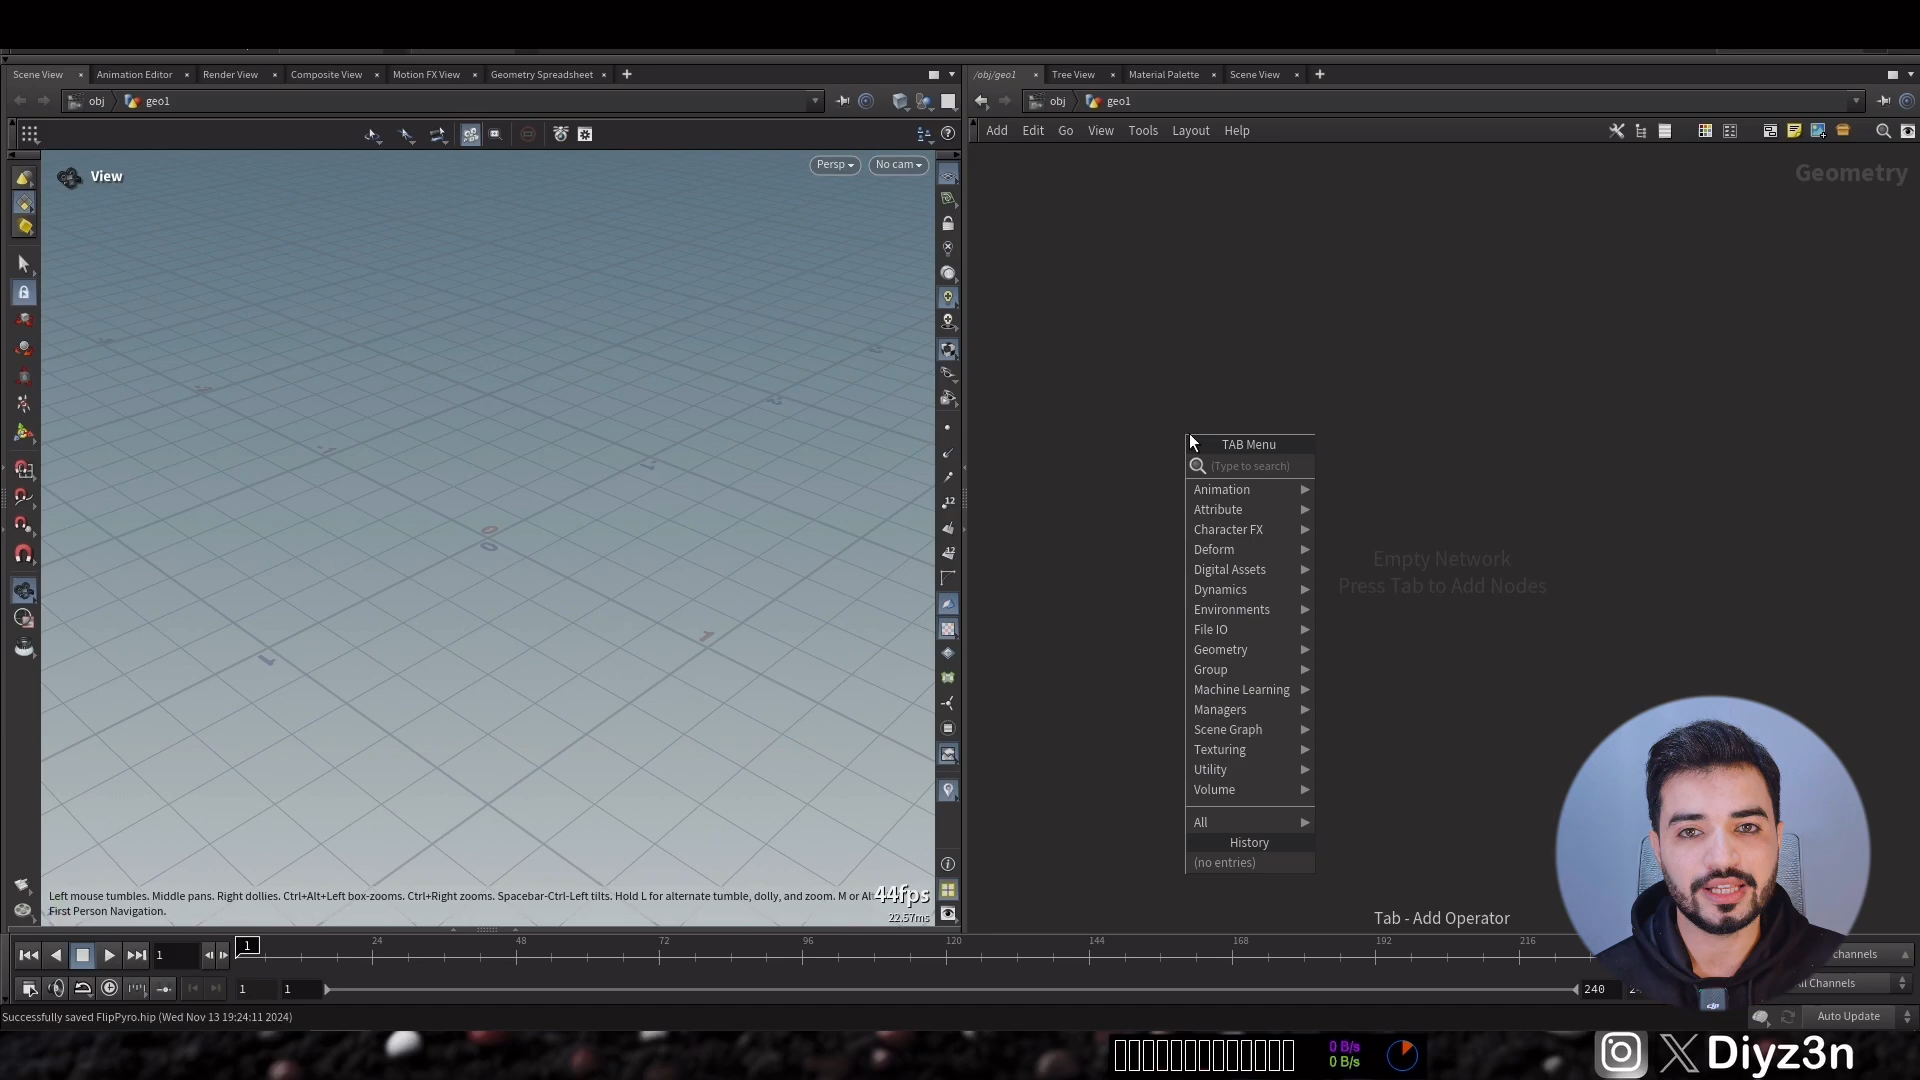 Scene View
Animation Editor
Render View
Composite View
Motion FX View
Geometry Spreadsheet
/obj/geo1
Tree View
Material Palette
Scene View
obj
geo1
obj
geo1
Add
Edit
Go
View
Tools
Layout
Help
View
Persp
No cam
Geometry
12
12
0
0
1
1
TAB Menu
(Type to search)
Animation
Attribute
Character FX
Deform
Digital Assets
Dynamics
Environments
File IO
Geometry
Group
Machine Learning
Managers
Scene Graph
Texturing
Utility
Volume
All
History
(no entries)
Empty Network
Press Tab to Add Nodes
Left mouse tumbles. Middle pans. Right dollies. Ctrl+Alt+Left box-zooms. Ctrl+Right zooms. Spacebar-Ctrl-Left tilts. Hold L for alternate tumble, dolly, and zoom. M or Al
First Person Navigation.
44fps
22.57ms
Tab - Add Operator
1
1
24
48
72
96
120
144
168
192
216
1
1
240
All Channels
Successfully saved FlipPyro.hip (Wed Nov 13 19:24:11 2024)
Auto Update
0 B/s
0 B/s
Diyz3n